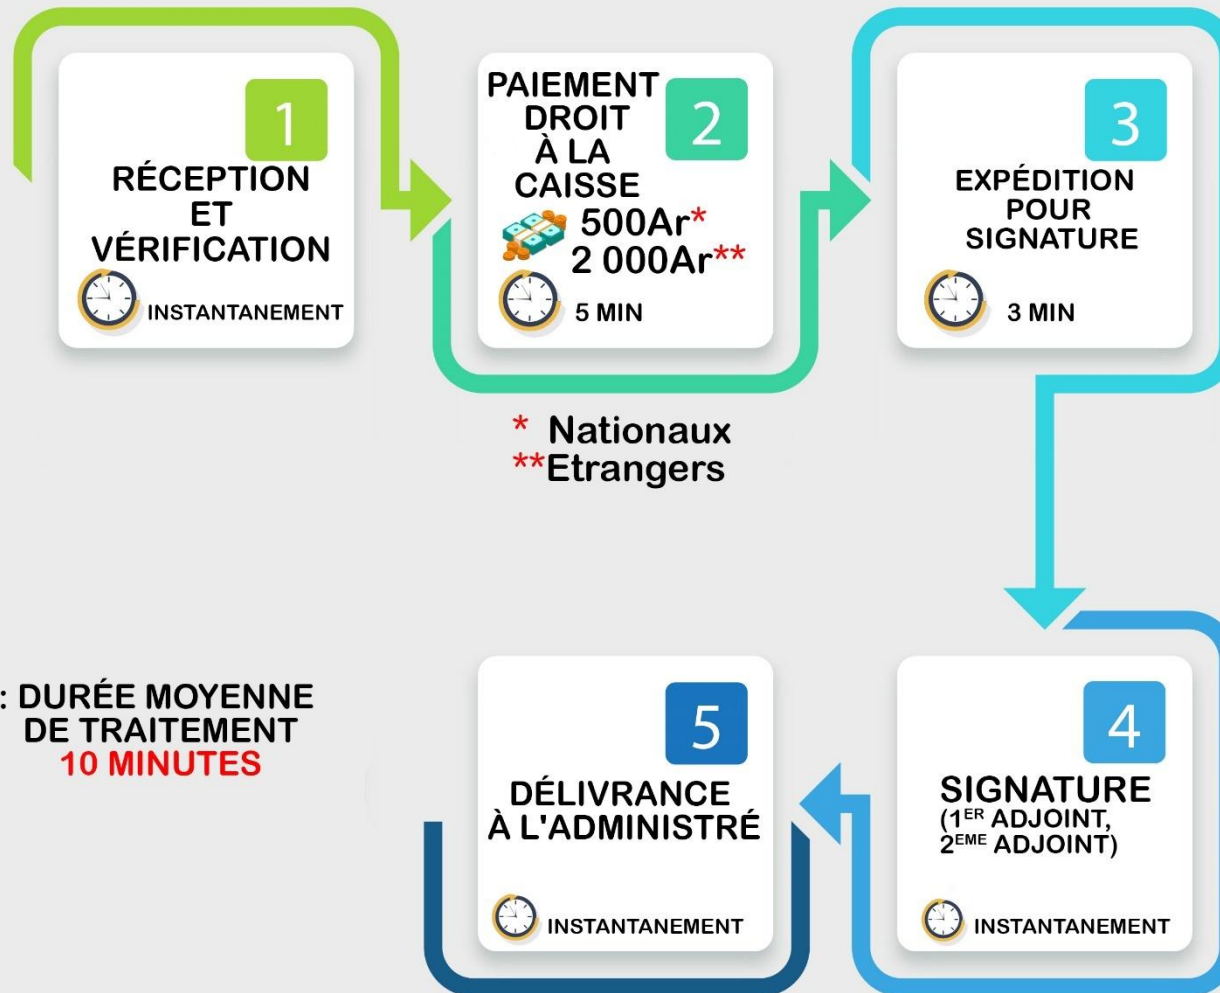 1
RÉCEPTION
ET
VÉRIFICATION
INSTANTANEMENT
PAIEMENT
DROIT
À LA
CAISSE
2
500Ar*
2 000Ar**
5 MIN
* Nationaux
**Etrangers
3
EXPÉDITION
POUR
SIGNATURE
3 MIN
4
SIGNATURE
(1ER ADJOINT,
2EME ADJOINT)
INSTANTANEMENT
5
DÉLIVRANCE
À L'ADMINISTRÉ
INSTANTANEMENT
: DURÉE MOYENNE
DE TRAITEMENT
10 MINUTES